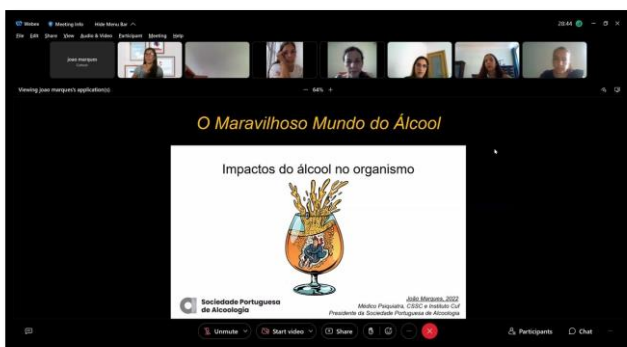 Webex Meeting Info Hide Menu Bar 20:44
File Edit Share View Audio & Video Participant Meeting Help
joao marques
Viewing joao marques's application(s) 64%
O Maravilhoso Mundo do Álcool
Impactos do álcool no organismo
Sociedade Portuguesa
de Alcoologia
João Marques, 2022
Médico Psiquiatra, CSSC e Instituto Cuf
Presidente da Sociedade Portuguesa de Alcoologia
Unmute Start video Share Participants Chat